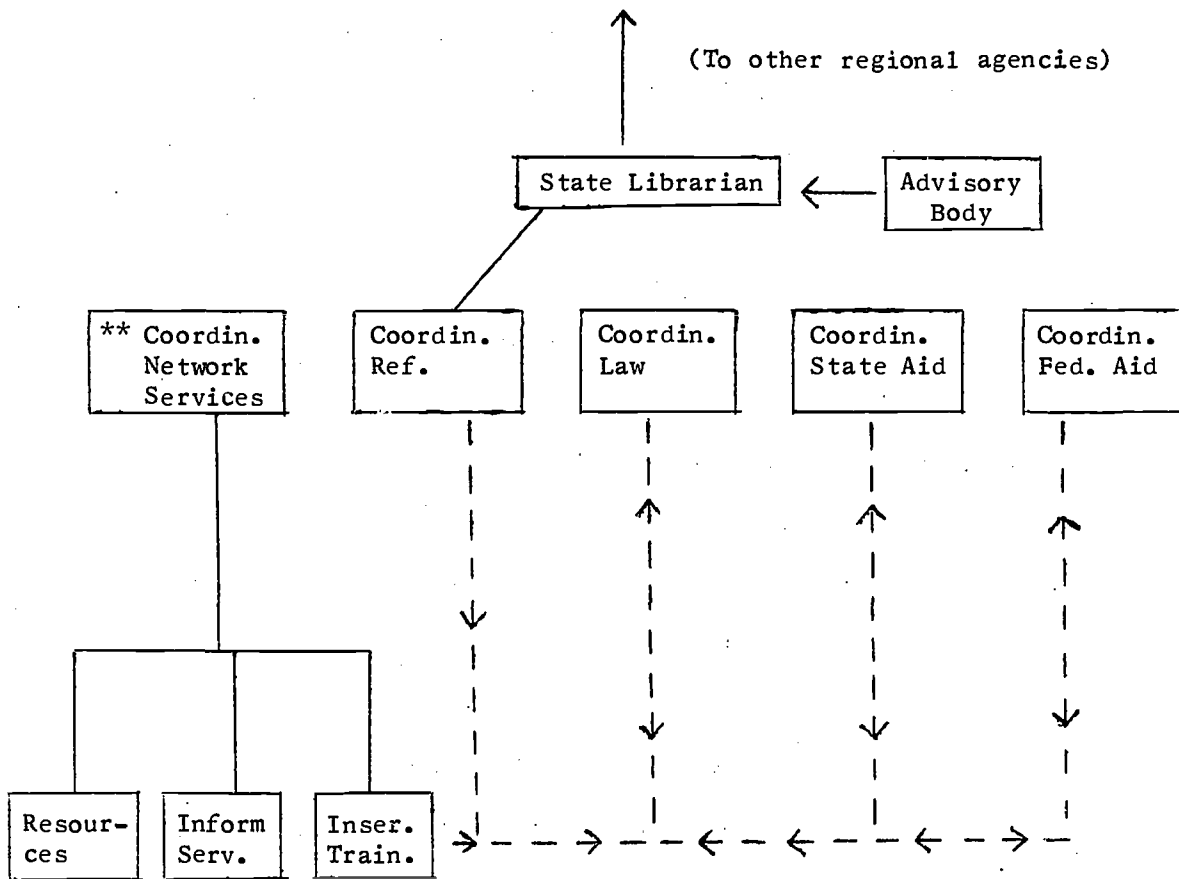 (To other regional agencies)
State Librarian
Advisory
Body
** Coordin.
Network
Services
Coordin.
Ref.
Coordin.
Law
Coordin.
State Aid
Coordin.
Fed. Aid
Resour-
ces
Inform
Serv.
Inser.
Train.